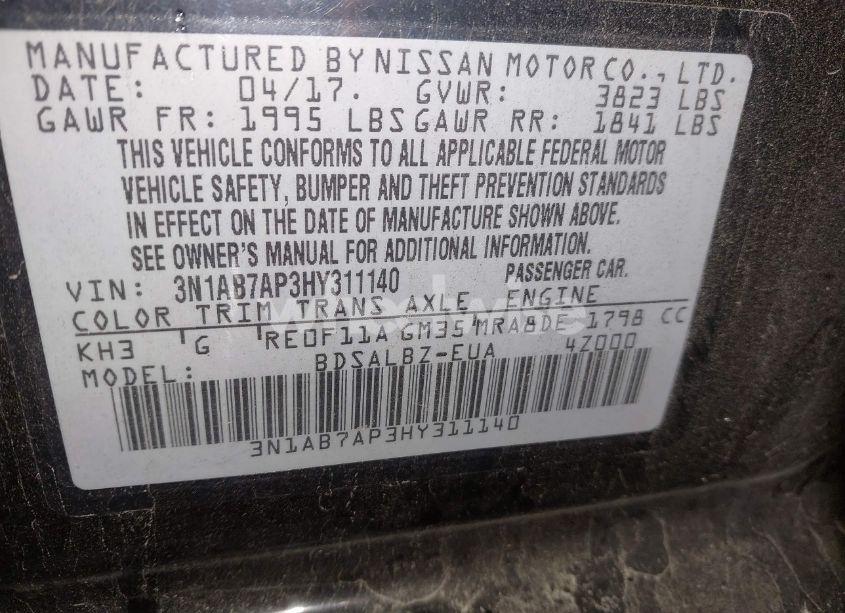 MANUFACTURED BY NISSAN MOTOR CO., LTD.
DATE: 04/17. GVWR: 3823 LBS
GAWR FR: 1995 LBS GAWR RR: 1841 LBS
THIS VEHICLE CONFORMS TO ALL APPLICABLE FEDERAL MOTOR
VEHICLE SAFETY, BUMPER AND THEFT PREVENTION STANDARDS
IN EFFECT ON THE DATE OF MANUFACTURE SHOWN ABOVE.
SEE OWNER'S MANUAL FOR ADDITIONAL INFORMATION.
VIN: 3N1AB7AP3HY311140 PASSENGER CAR.
COLOR TRIM TRANS AXLE ENGINE
KH3 G RE0F11A GM35 MRA8DE 1798 CC
MODEL: BDSALBZ-EUA 4Z000
3N1AB7AP3HY311140